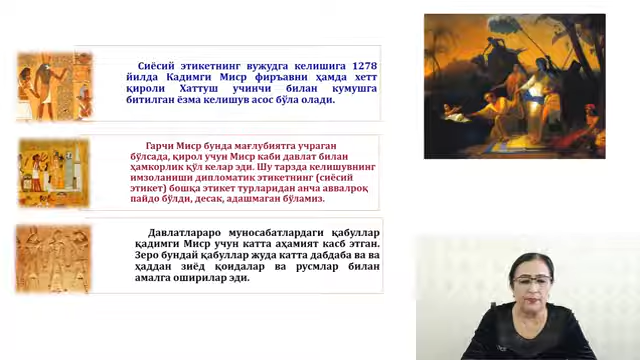 Сиёсий этикетнинг вужудга келишига 1278
йилда Кадимги Миср фиръавни ҳамда хетт
қироли Хаттуш учинчи билан кумушга
битилган ёзма келишув асос бўла олади.
Гарчи Миср бунда мағлубиятга учраган
бўлсада, қирол учун Миср каби давлат билан
ҳамкорлик қўл келар эди. Шу тарзда келишувнинг
имзоланиши дипломатик этикетнинг (сиёсий
этикет) бошқа этикет турларидан анча аввалроқ
пайдо бўлди, десак, адашмаган бўламиз.
Давлатлараро муносабатлардаги қабуллар
қадимги Миср учун катта аҳамият касб этган.
Зеро бундай қабуллар жуда катта дабдаба ва ва
ҳаддан зиёд қоидалар ва русмлар билан
амалга оширилар эди.